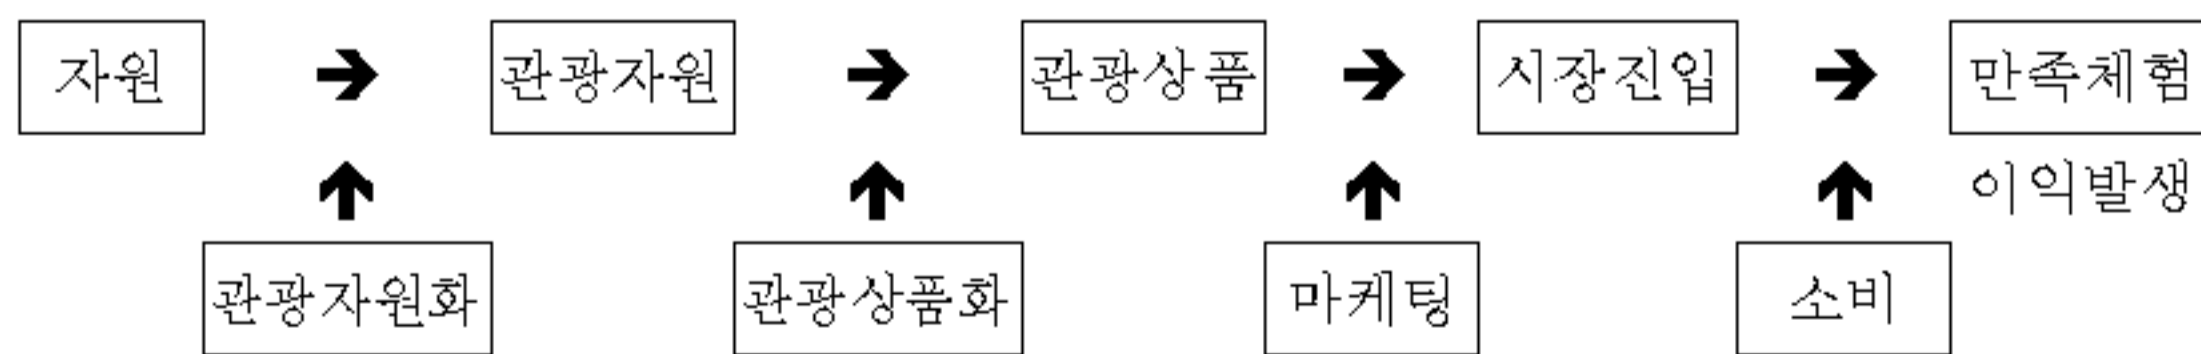 자원 → 관광자원 → 관광상품 → 시장진입 → 만족체험
이익발생
관광자원화 관광상품화 마케팅 소비